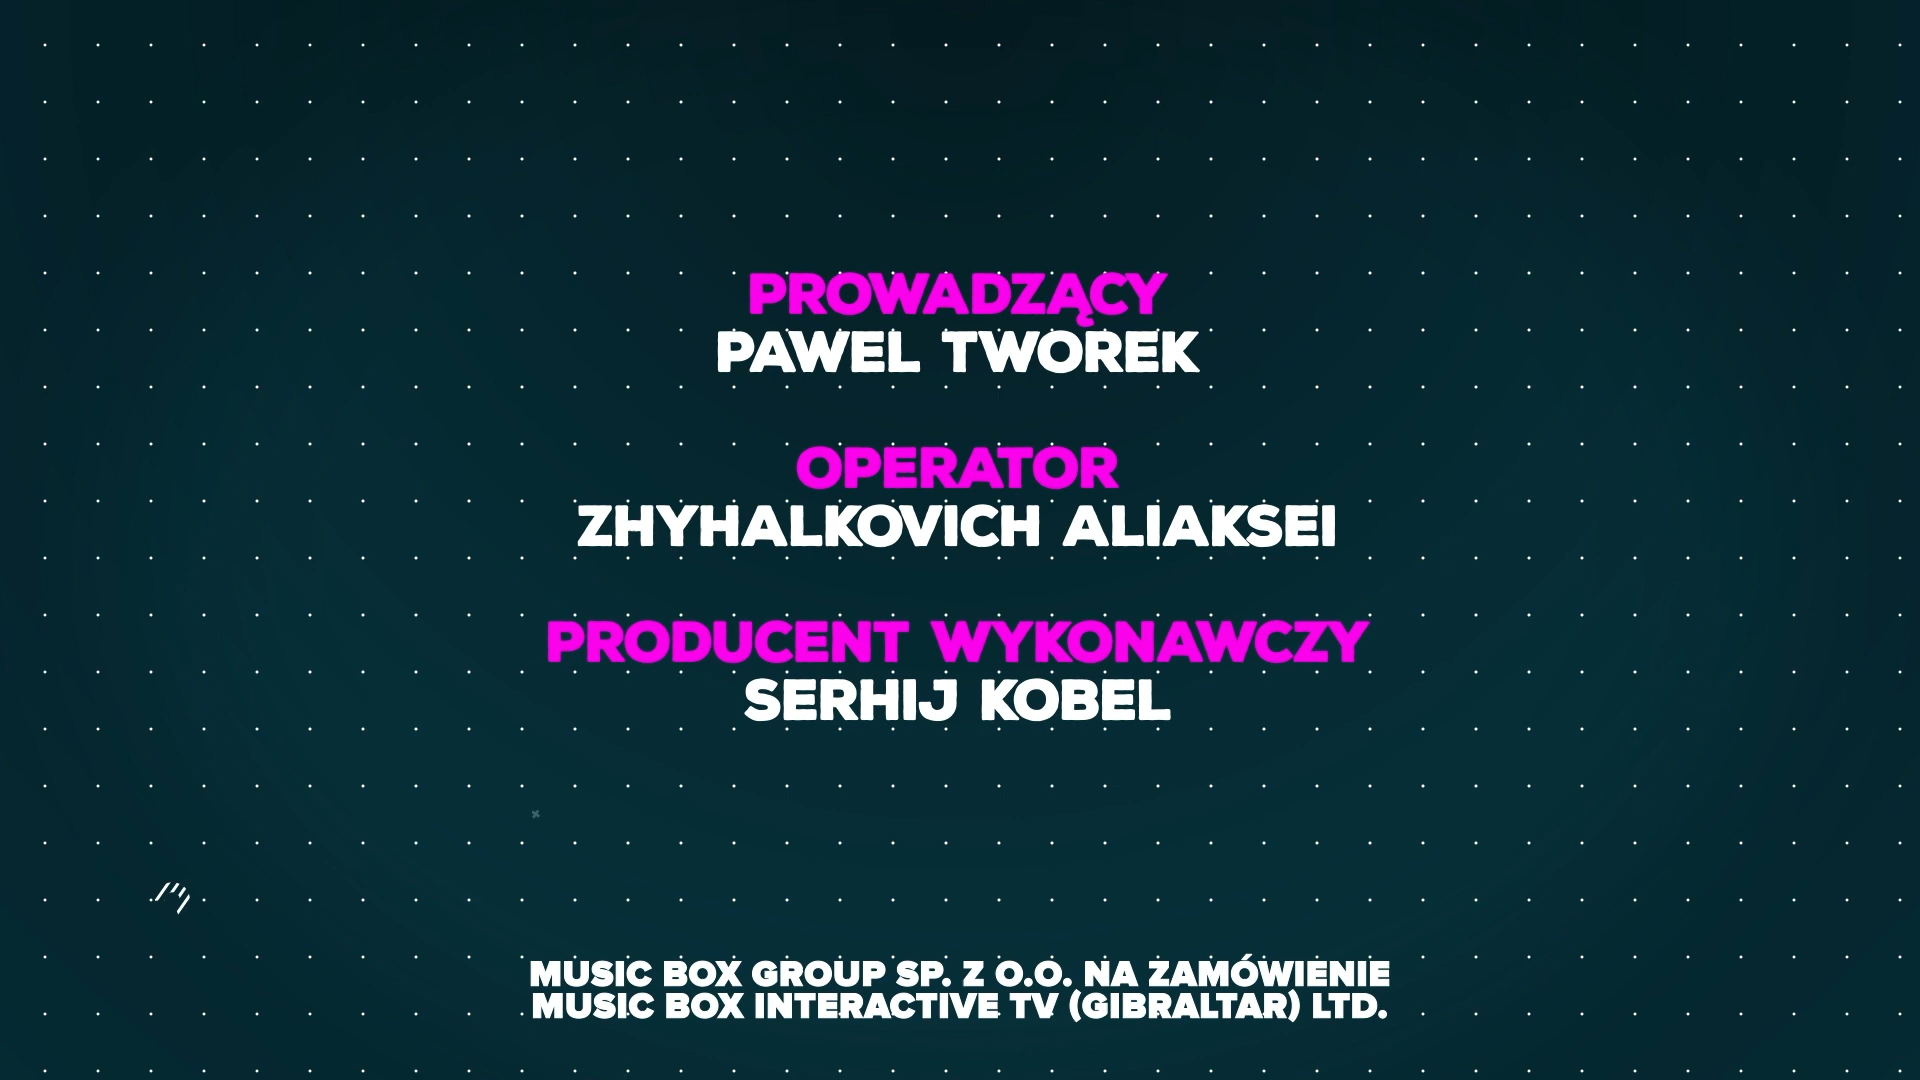 PROWADZĄCY
PAWEL TWOREK
OPERATOR
ZHYHALKOVICH ALIAKSEI
PRODUCENT WYKONAWCZY
SERHIJ KOBEL
MUSIC BOX GROUP SP. Z O.O. NA ZAMÓWIENIE
MUSIC BOX INTERACTIVE TV (GIBRALTAR) LTD.